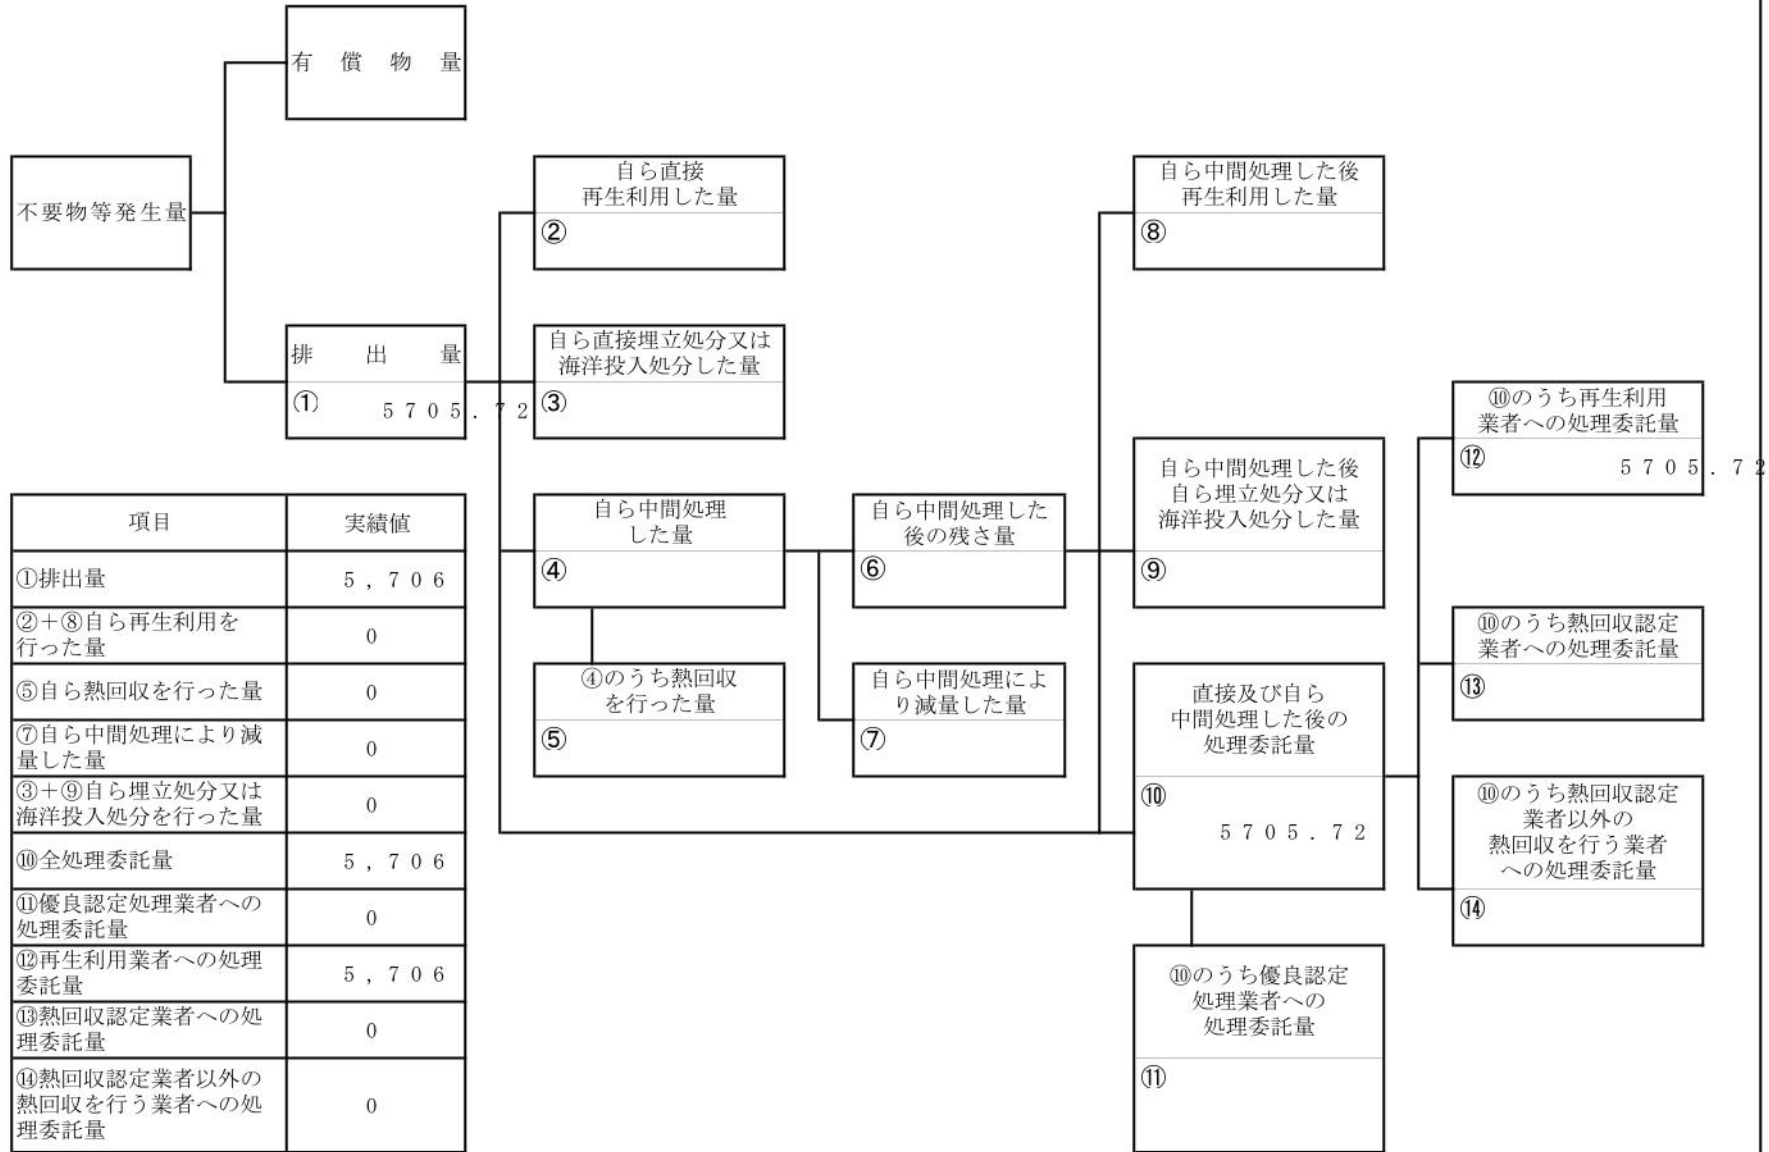 有償物量
不要物等発生量
自ら直接
再生利用した量
②
自ら中間処理した後
再生利用した量
⑧
排出量
①
5705.72
自ら直接埋立処分又は
海洋投入処分した量
③
⑩のうち再生利用
業者への処理委託量
⑫
5705.72
自ら中間処理
した量
④
自ら中間処理した
後の残さ量
⑥
自ら中間処理した後
自ら埋立処分又は
海洋投入処分した量
⑨
④のうち熱回収
を行った量
⑤
自ら中間処理によ
り減量した量
⑦
直接及び自ら
中間処理した後の
処理委託量
⑩
5705.72
⑩のうち熱回収認定
業者への処理委託量
⑬
⑩のうち熱回収認定
業者以外の
熱回収を行う業者
への処理委託量
⑭
⑩のうち優良認定
処理業者への
処理委託量
⑪
項目 実績値
①排出量 5,706
②+⑧自ら再生利用を
行った量 0
⑤自ら熱回収を行った量 0
⑦自ら中間処理により減
量した量 0
③+⑨自ら埋立処分又は
海洋投入処分を行った量 0
⑩全処理委託量 5,706
⑪優良認定処理業者への
処理委託量 0
⑫再生利用業者への処理
委託量 5,706
⑬熱回収認定業者への処
理委託量 0
⑭熱回収認定業者以外の
熱回収を行う業者への処 0
理委託量